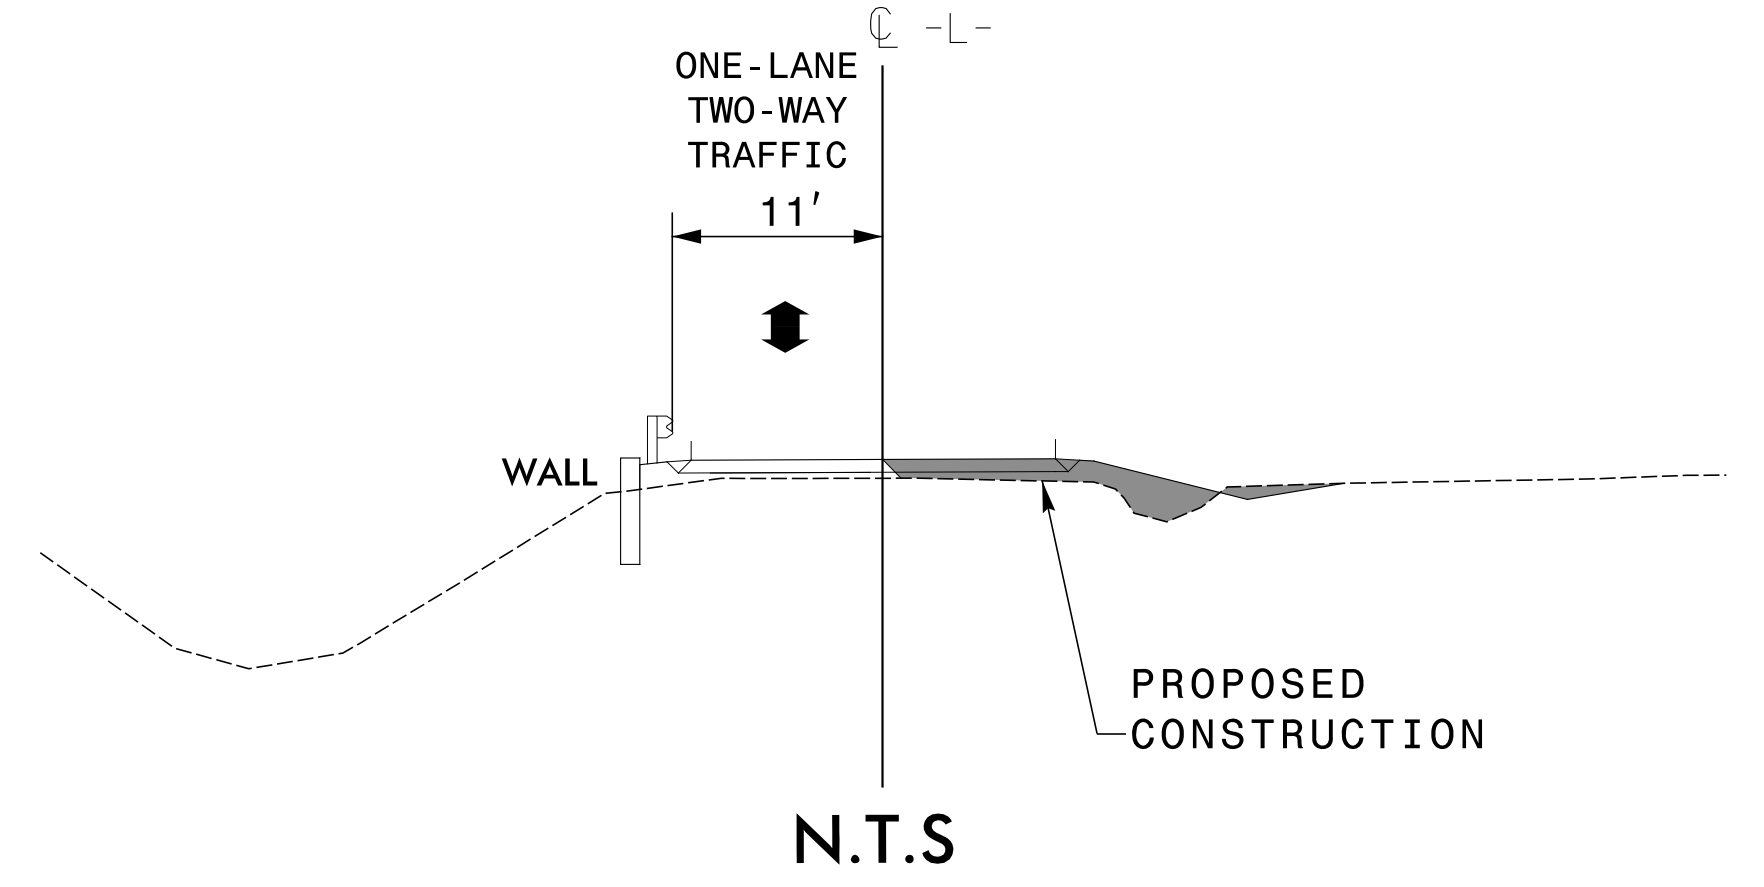 ℄ -L-
ONE-LANE
TWO-WAY
TRAFFIC
11'
WALL
PROPOSED
CONSTRUCTION
N.T.S